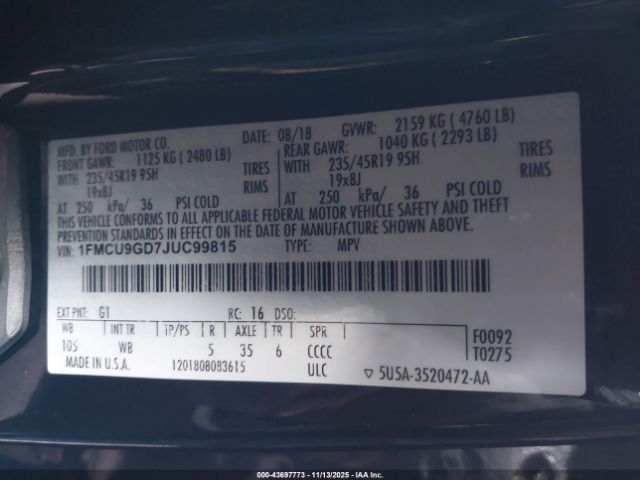 MFD. BY FORD MOTOR CO. DATE: 08/18 GVWR: 2159 KG ( 4760 LB)
FRONT GAWR: 1125 KG ( 2480 LB) REAR GAWR: 1040 KG ( 2293 LB)
WITH 235/45R19 95H TIRES WITH 235/45R19 95H TIRES
19x8J RIMS 19x8J RIMS
AT 250 kPa/ 36 PSI COLD AT 250 kPa/ 36 PSI COLD
THIS VEHICLE CONFORMS TO ALL APPLICABLE FEDERAL MOTOR VEHICLE SAFETY AND THEFT
PREVENTION STANDARDS IN EFFECT ON THE DATE OF MANUFACTURE SHOWN ABOVE.
VIN: 1FMCU9GD7JUC99815 TYPE: MPV
EXT PNT: G1 RC: 16 DSO:
WB INT TR TP/PS R AXLE TR SPR F0092
105 WB 5 35 6 CCCC T0275
MADE IN U.S.A. 1201808083615 ULC ▽ 5U5A-3520472-AA
000-43697773 - 11/13/2025 - COPYRIGHT IAA, LLC.